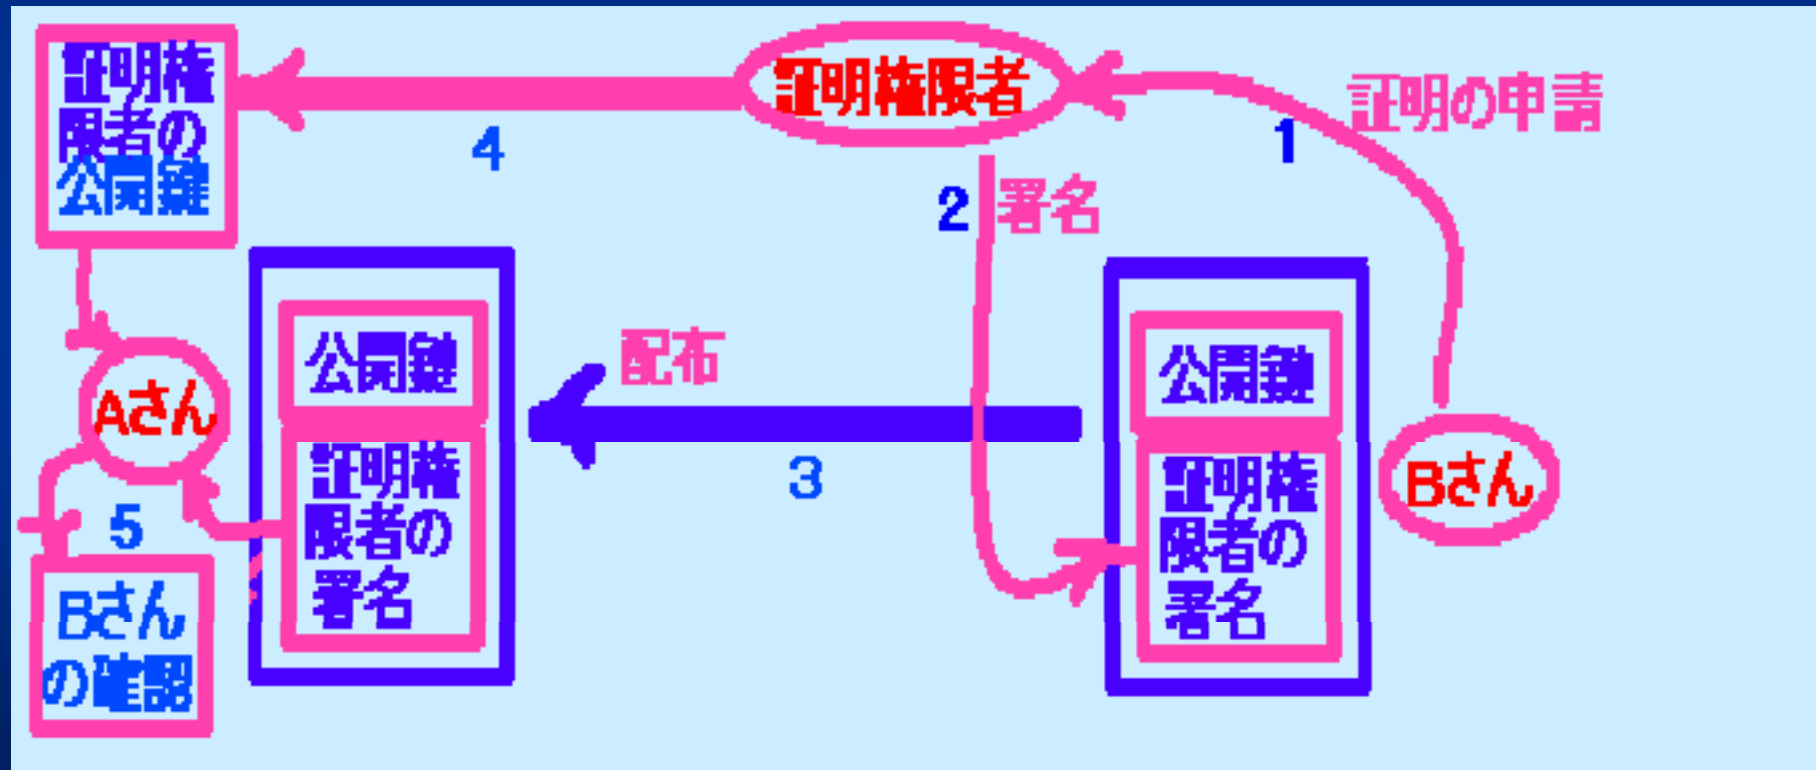 証明権
限者の
公開鍵
4
証明権限者
1
証明の申請
2
署名
公開鍵
証明権
限者の
署名
配布
3
公開鍵
証明権
限者の
署名
Aさん
Bさん
5
Bさん
の確認